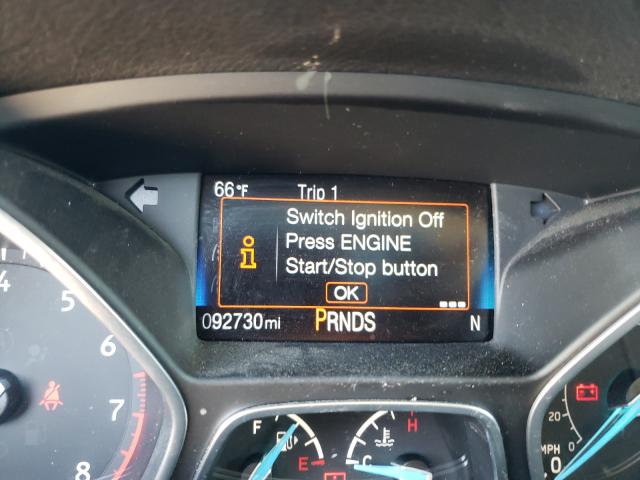 66°F Trip 1
Switch Ignition Off
Press ENGINE
i Start/Stop button
OK
092730mi PRNDS N
4
5
6
7
8
F
E
H
C
20
0
MPH
0